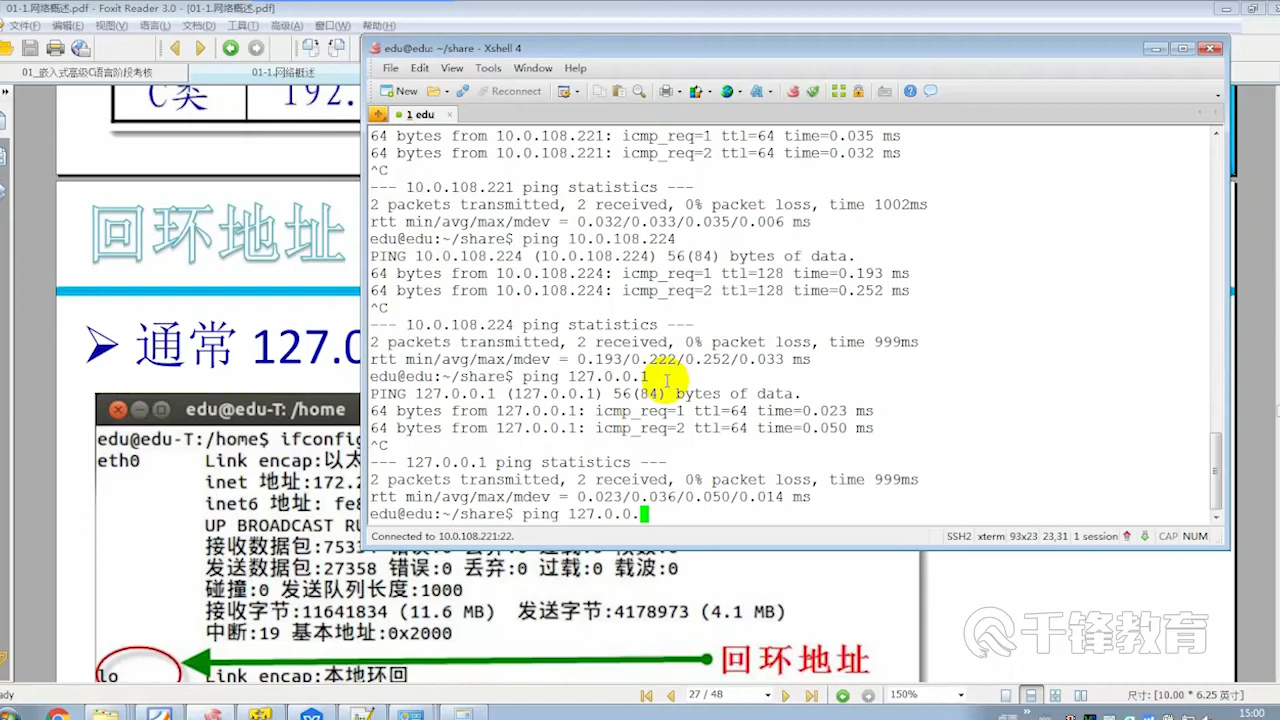 01-1.网络概述.pdf - Foxit Reader 3.0 - [01-1.网络概述.pdf]
文件(F) 编辑(E) 视图(V) 语言(L) 文档(D) 工具(T) 高级(A) 窗口(W) 帮助(H)
01_嵌入式高级C语言阶段考核 01-1.网络概述
C类 192.
回环地址
➢ 通常 127.0
edu@edu-T: /home
edu@edu-T:/home$ ifconfig
eth0 Link encap:以太
inet 地址:172.2
inet6 地址: fe8
UP BROADCAST RU
接收数据包:7533 错误:0 丢弃:0 过载:0 帧数:0
发送数据包:27358 错误:0 丢弃:0 过载:0 载波:0
碰撞:0 发送队列长度:1000
接收字节:11641834 (11.6 MB) 发送字节:4178973 (4.1 MB)
中断:19 基本地址:0x2000
lo Link encap:本地环回
回环地址
edu@edu: ~/share - Xshell 4
File Edit View Tools Window Help
New Reconnect
1 edu
64 bytes from 10.0.108.221: icmp_req=1 ttl=64 time=0.035 ms
64 bytes from 10.0.108.221: icmp_req=2 ttl=64 time=0.032 ms
^C
--- 10.0.108.221 ping statistics ---
2 packets transmitted, 2 received, 0% packet loss, time 1002ms
rtt min/avg/max/mdev = 0.032/0.033/0.035/0.006 ms
edu@edu:~/share$ ping 10.0.108.224
PING 10.0.108.224 (10.0.108.224) 56(84) bytes of data.
64 bytes from 10.0.108.224: icmp_req=1 ttl=128 time=0.193 ms
64 bytes from 10.0.108.224: icmp_req=2 ttl=128 time=0.252 ms
^C
--- 10.0.108.224 ping statistics ---
2 packets transmitted, 2 received, 0% packet loss, time 999ms
rtt min/avg/max/mdev = 0.193/0.222/0.252/0.033 ms
edu@edu:~/share$ ping 127.0.0.1
PING 127.0.0.1 (127.0.0.1) 56(84) bytes of data.
64 bytes from 127.0.0.1: icmp_req=1 ttl=64 time=0.023 ms
64 bytes from 127.0.0.1: icmp_req=2 ttl=64 time=0.050 ms
^C
--- 127.0.0.1 ping statistics ---
2 packets transmitted, 2 received, 0% packet loss, time 999ms
rtt min/avg/max/mdev = 0.023/0.036/0.050/0.014 ms
edu@edu:~/share$ ping 127.0.0.
Connected to 10.0.108.221:22. SSH2 xterm 93x23 23,31 1 session CAP NUM
千锋教育
ady 27 / 48 150% 尺寸: [10.00 * 6.25 英寸]
15:00